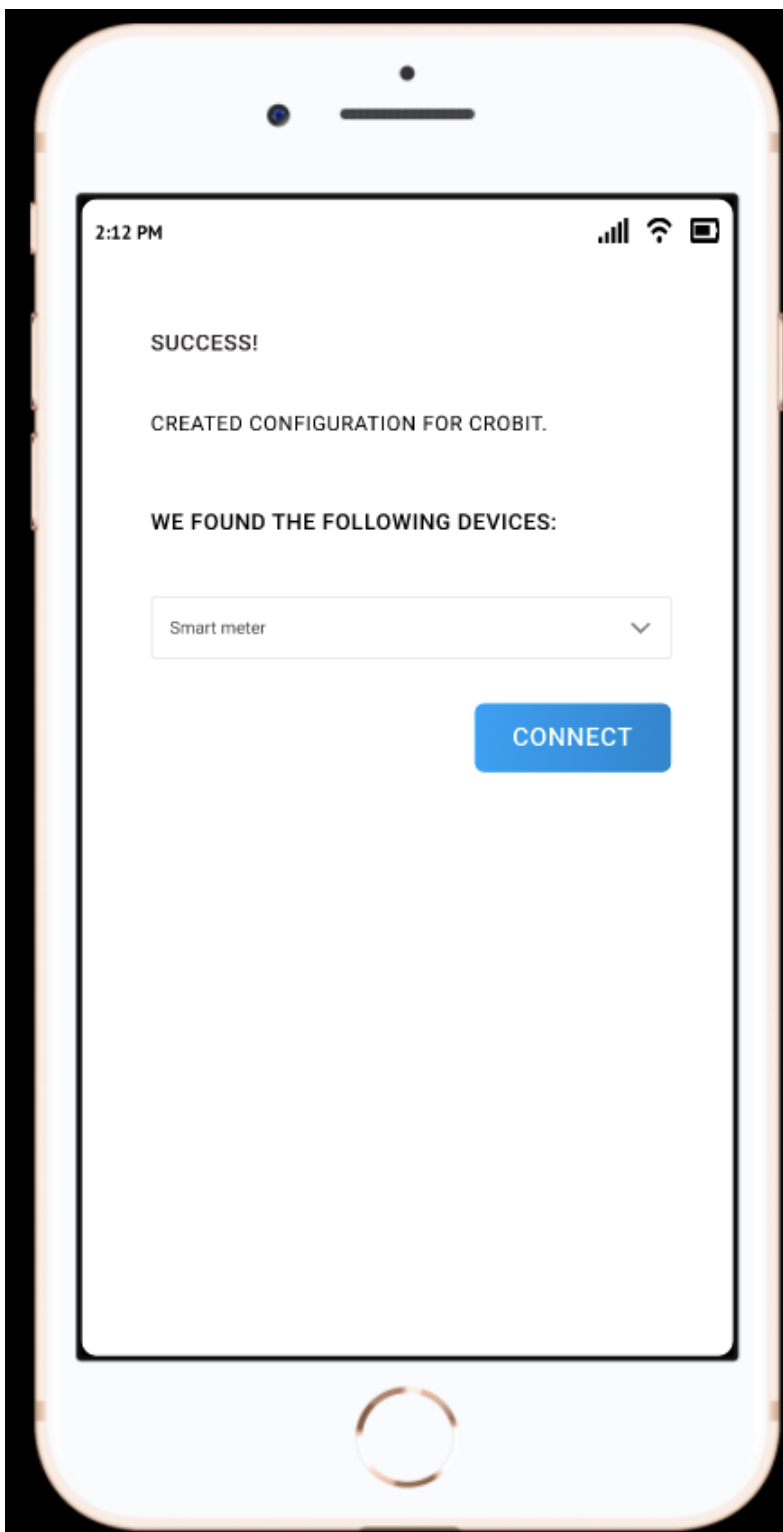 2:12 PM
SUCCESS!
CREATED CONFIGURATION FOR CROBIT.
WE FOUND THE FOLLOWING DEVICES:
Smart meter
CONNECT